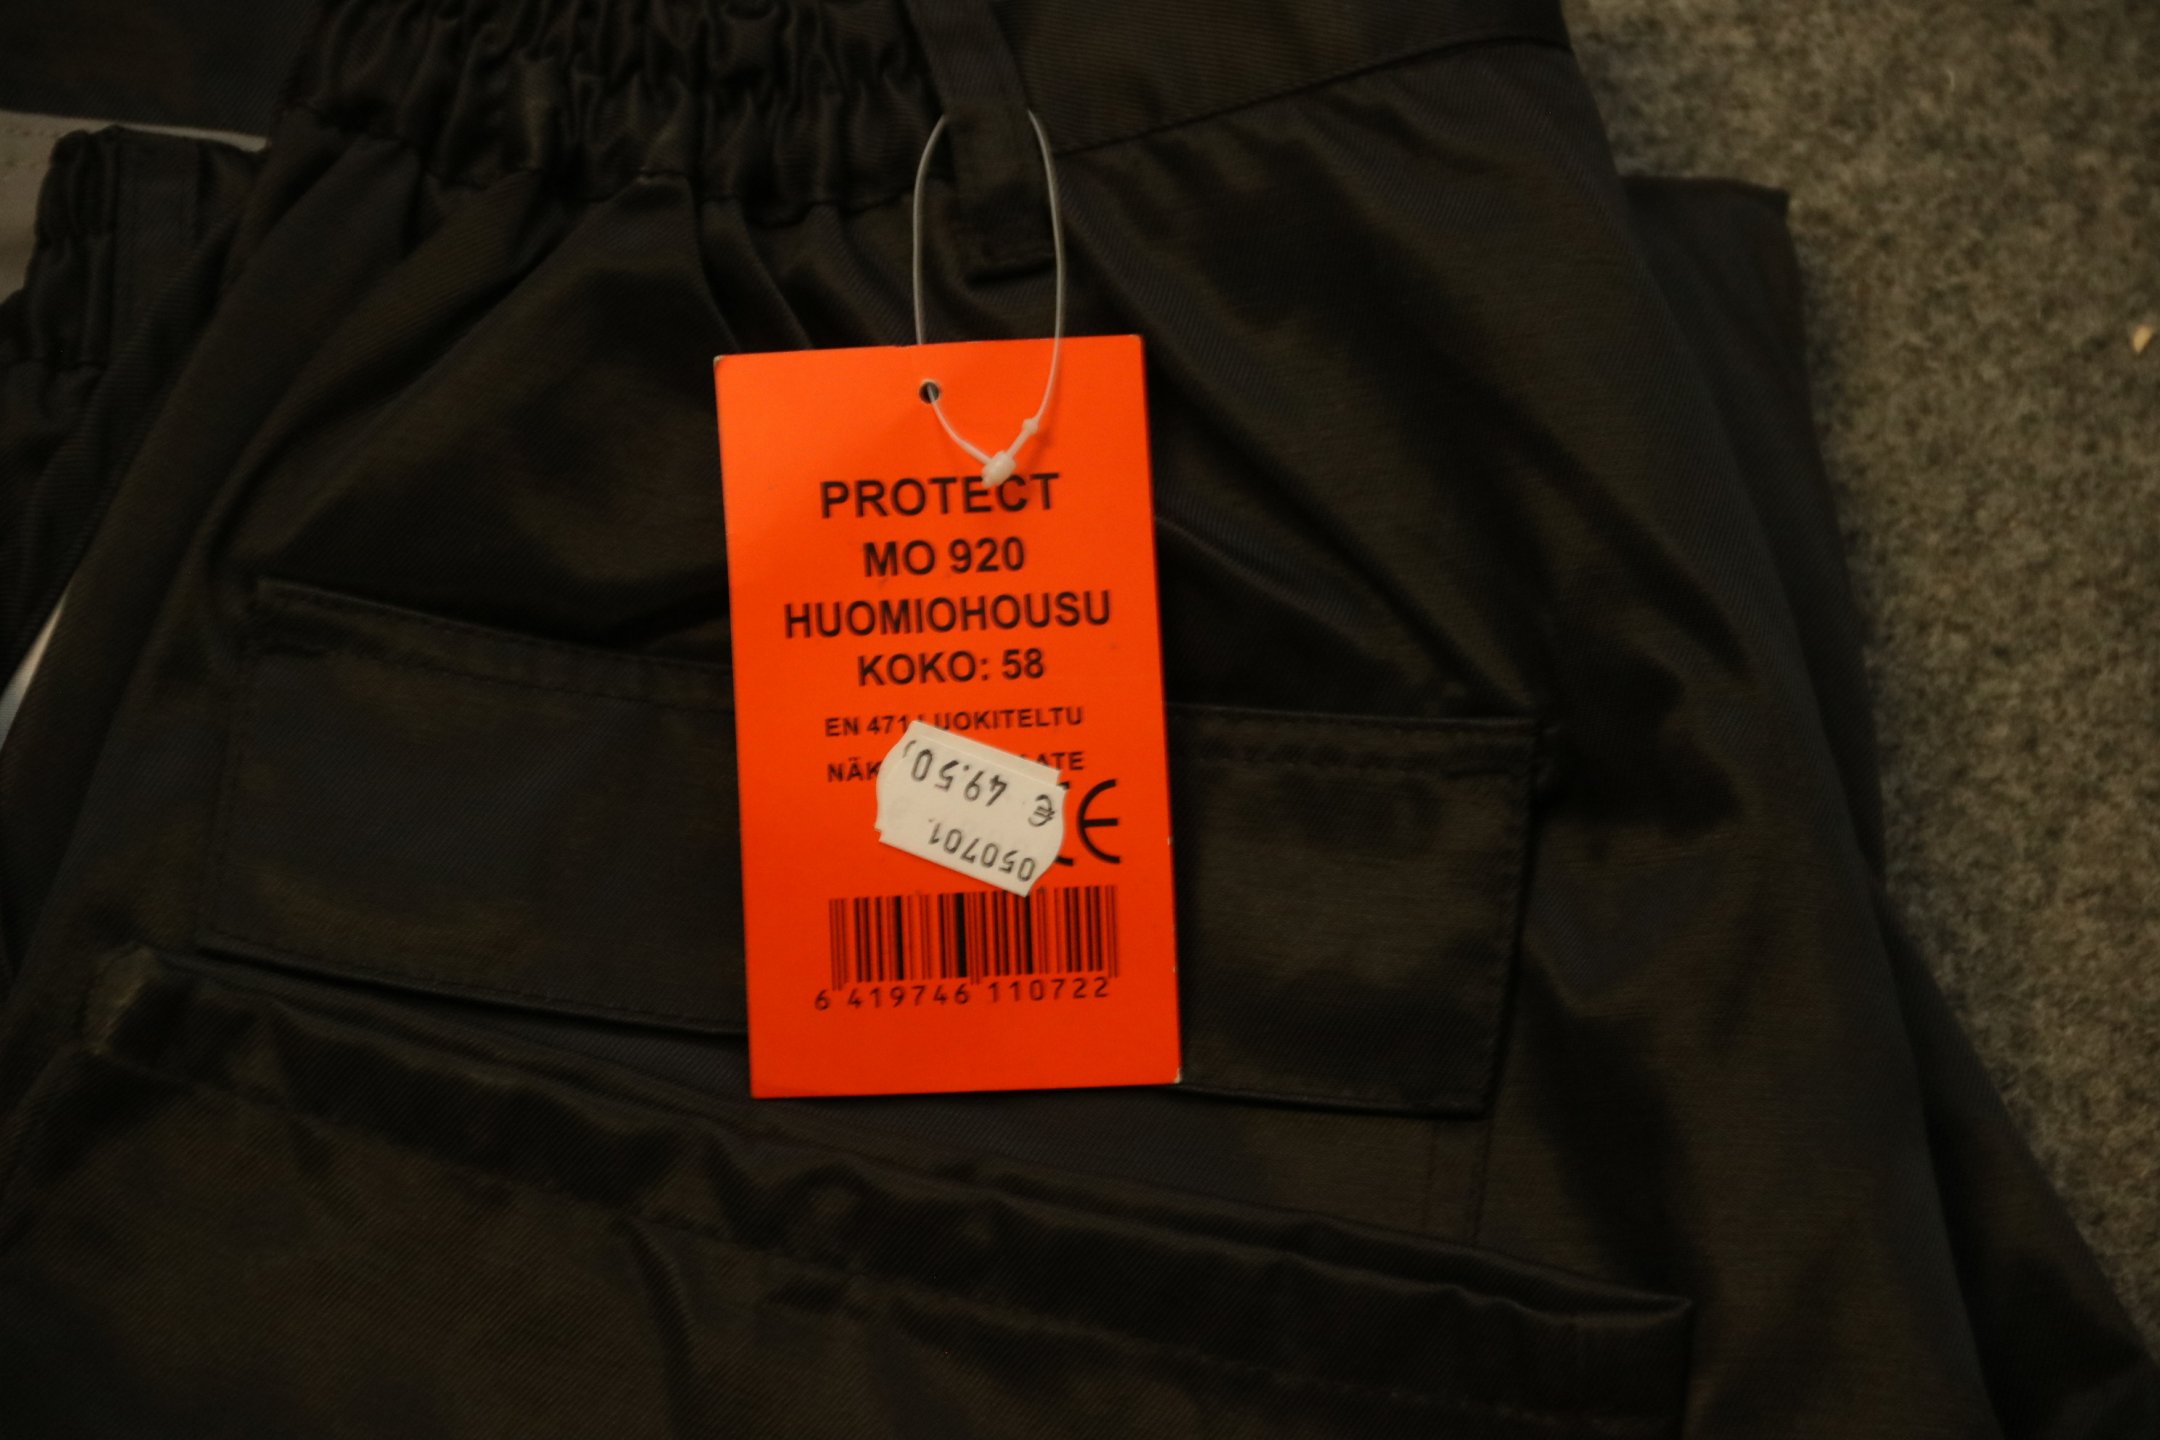 PROTECT
MO 920
HUOMIOHOUSU
KOKO: 58
EN 471 LUOKITELTU
€ 49.50
050701
CE
6 419746 110722